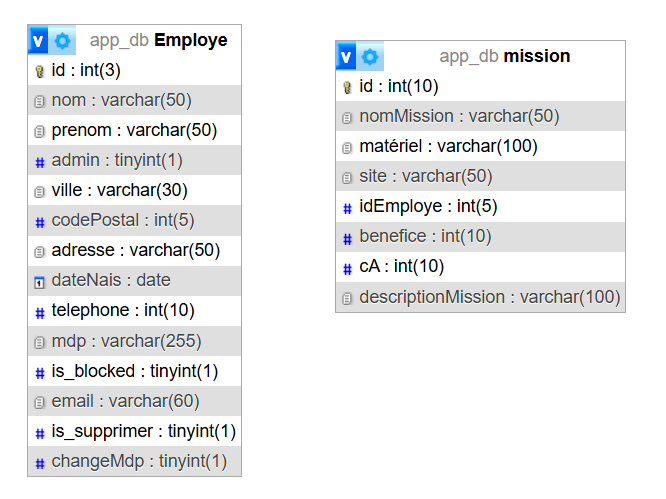 v app_db Employe
id : int(3)
nom : varchar(50)
prenom : varchar(50)
# admin : tinyint(1)
ville : varchar(30)
# codePostal : int(5)
adresse : varchar(50)
dateNais : date
# telephone : int(10)
mdp : varchar(255)
# is_blocked : tinyint(1)
email : varchar(60)
# is_supprimer : tinyint(1)
# changeMdp : tinyint(1)
v app_db mission
id : int(10)
nomMission : varchar(50)
matériel : varchar(100)
site : varchar(50)
# idEmploye : int(5)
# benefice : int(10)
# cA : int(10)
descriptionMission : varchar(100)